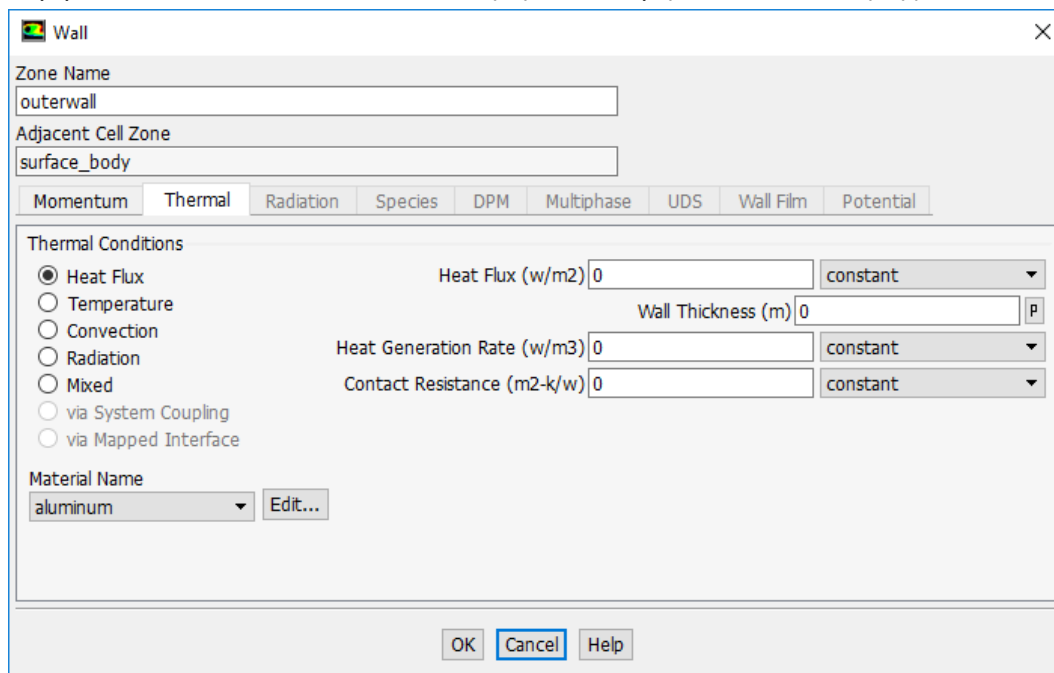 Wall
Zone Name
outerwall
Adjacent Cell Zone
surface_body
Momentum Thermal Radiation Species DPM Multiphase UDS Wall Film Potential
Thermal Conditions
Heat Flux Heat Flux (w/m2) 0 constant
Temperature Wall Thickness (m) 0 P
Convection
Radiation Heat Generation Rate (w/m3) 0 constant
Mixed Contact Resistance (m2-k/w) 0 constant
via System Coupling
via Mapped Interface
Material Name
aluminum Edit...
OK Cancel Help